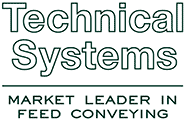 Technical
Systems
MARKET LEADER IN
FEED CONVEYING